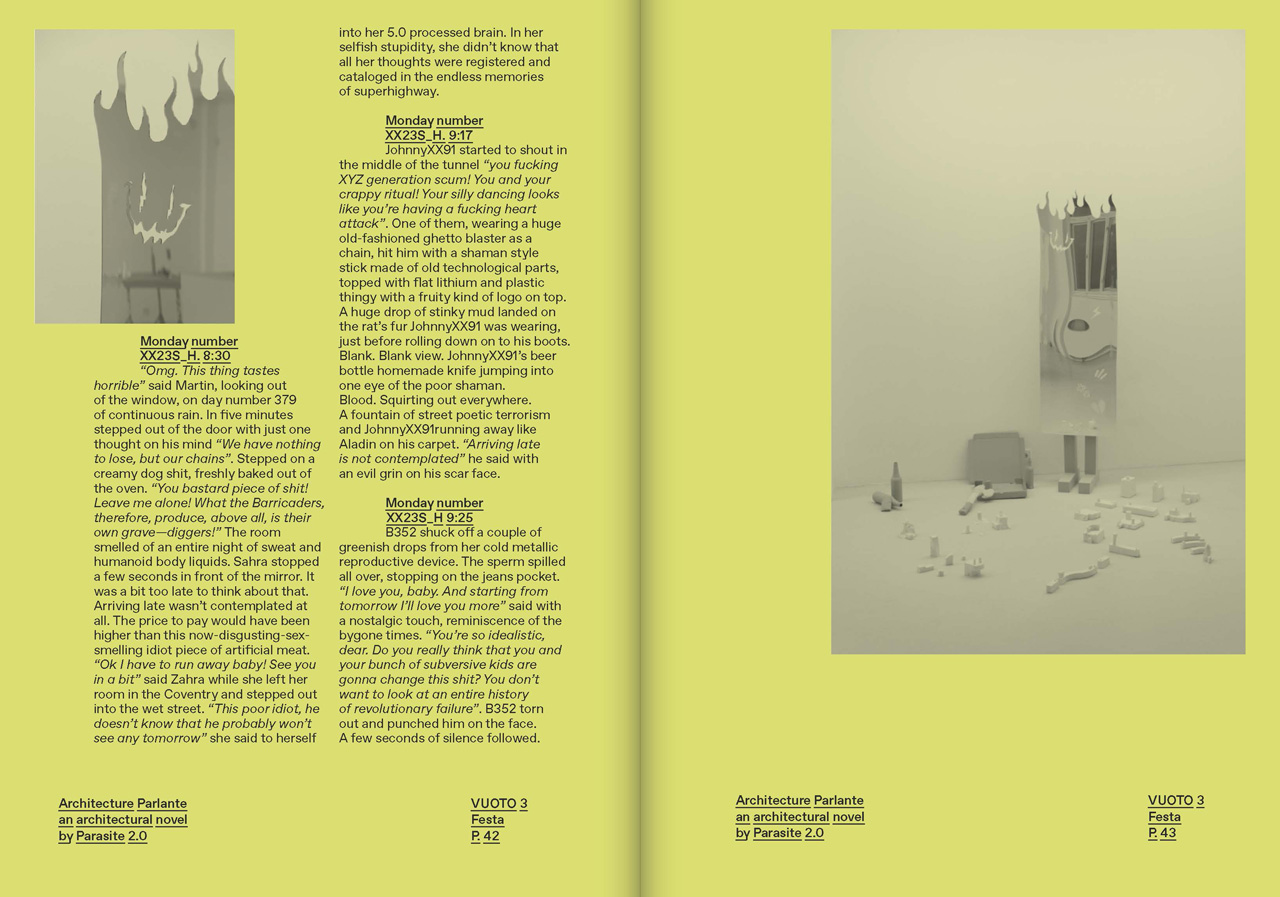 Monday number
XX23S_H. 8:30
“Omg. This thing tastes
horrible” said Martin, looking out
of the window, on day number 379
of continuous rain. In five minutes
stepped out of the door with just one
thought on his mind “We have nothing
to lose, but our chains”. Stepped on a
creamy dog shit, freshly baked out of
the oven. “You bastard piece of shit!
Leave me alone! What the Barricaders,
therefore, produce, above all, is their
own grave—diggers!” The room
smelled of an entire night of sweat and
humanoid body liquids. Sahra stopped
a few seconds in front of the mirror. It
was a bit too late to think about that.
Arriving late wasn’t contemplated at
all. The price to pay would have been
higher than this now-disgusting-sex-
smelling idiot piece of artificial meat.
“Ok I have to run away baby! See you
in a bit” said Zahra while she left her
room in the Coventry and stepped out
into the wet street. “This poor idiot, he
doesn’t know that he probably won’t
see any tomorrow” she said to herself
into her 5.0 processed brain. In her
selfish stupidity, she didn’t know that
all her thoughts were registered and
cataloged in the endless memories
of superhighway.
Monday number
XX23S_H. 9:17
JohnnyXX91 started to shout in
the middle of the tunnel “you fucking
XYZ generation scum! You and your
crappy ritual! Your silly dancing looks
like you’re having a fucking heart
attack”. One of them, wearing a huge
old-fashioned ghetto blaster as a
chain, hit him with a shaman style
stick made of old technological parts,
topped with flat lithium and plastic
thingy with a fruity kind of logo on top.
A huge drop of stinky mud landed on
the rat’s fur JohnnyXX91 was wearing,
just before rolling down on to his boots.
Blank. Blank view. JohnnyXX91’s beer
bottle homemade knife jumping into
one eye of the poor shaman.
Blood. Squirting out everywhere.
A fountain of street poetic terrorism
and JohnnyXX91running away like
Aladin on his carpet. “Arriving late
is not contemplated” he said with
an evil grin on his scar face.
Monday number
XX23S_H 9:25
B352 shuck off a couple of
greenish drops from her cold metallic
reproductive device. The sperm spilled
all over, stopping on the jeans pocket.
“I love you, baby. And starting from
tomorrow I’ll love you more” said with
a nostalgic touch, reminiscence of the
bygone times. “You’re so idealistic,
dear. Do you really think that you and
your bunch of subversive kids are
gonna change this shit? You don’t
want to look at an entire history
of revolutionary failure”. B352 torn
out and punched him on the face.
A few seconds of silence followed.
Architecture Parlante
an architectural novel
by Parasite 2.0
VUOTO 3
Festa
P. 42
Architecture Parlante
an architectural novel
by Parasite 2.0
VUOTO 3
Festa
P. 43